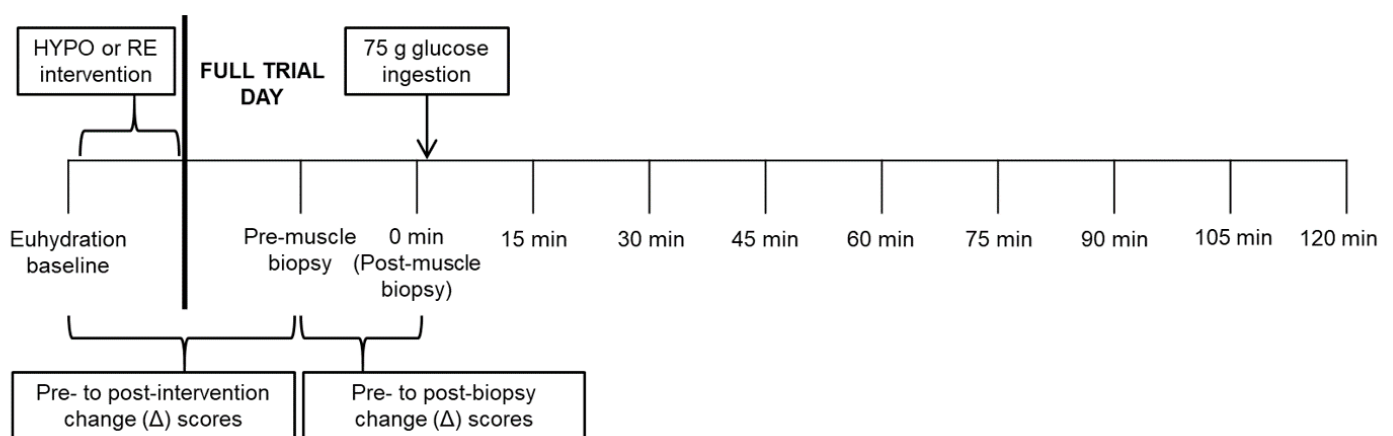 HYPO or RE
intervention
FULL TRIAL
DAY
75 g glucose
ingestion
Euhydration
baseline
Pre-muscle
biopsy
0 min
(Post-muscle
biopsy)
15 min
30 min
45 min
60 min
75 min
90 min
105 min
120 min
Pre- to post-intervention
change (Δ) scores
Pre- to post-biopsy
change (Δ) scores